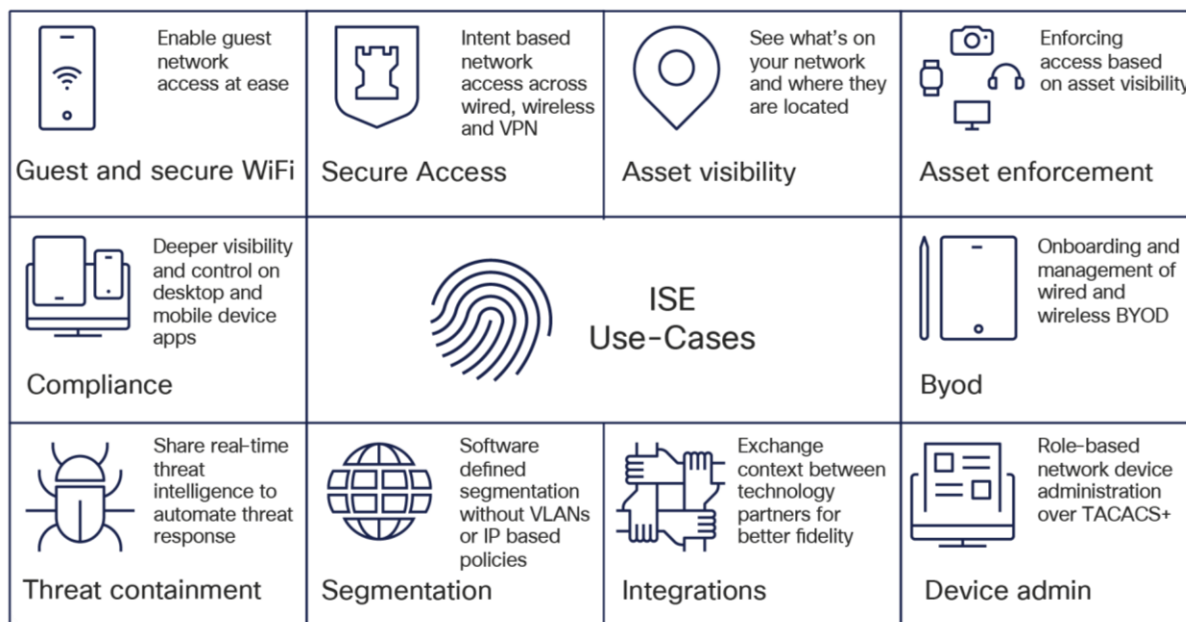 Enable guest
network
access at ease
Guest and secure WiFi
Intent based
network
access across
wired, wireless
and VPN
Secure Access
See what's on
your network
and where they
are located
Asset visibility
Enforcing
access based
on asset visibility
Asset enforcement
Deeper visibility
and control on
desktop and
mobile device
apps
Compliance
ISE
Use-Cases
Onboarding and
management of
wired and
wireless BYOD
Byod
Share real-time
threat
intelligence to
automate threat
response
Threat containment
Software
defined
segmentation
without VLANs
or IP based
policies
Segmentation
Exchange
context between
technology
partners for
better fidelity
Integrations
Role-based
network device
administration
over TACACS+
Device admin